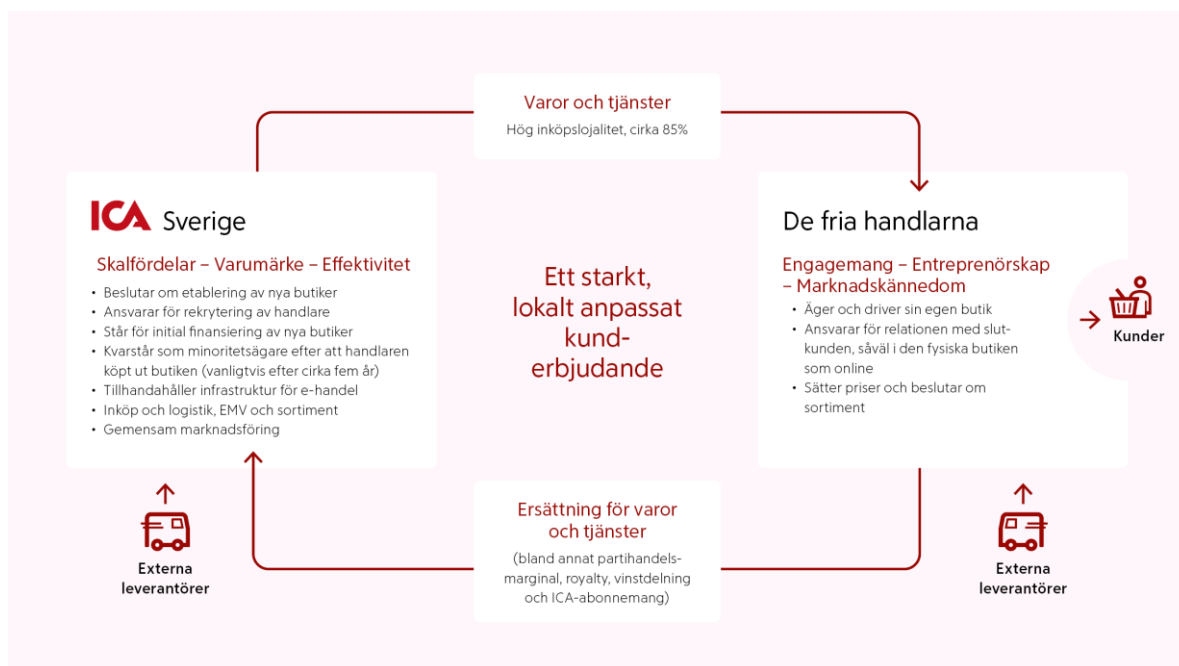 Varor och tjänster
Hög inköpslojalitet, cirka 85%
ICA Sverige
Skalfördelar – Varumärke – Effektivitet
• Beslutar om etablering av nya butiker
• Ansvarar för rekrytering av handlare
• Står för initial finansiering av nya butiker
• Kvarstår som minoritetsägare efter att handlaren
köpt ut butiken (vanligtvis efter cirka fem år)
• Tillhandahåller infrastruktur för e-handel
• Inköp och logistik, EMV och sortiment
• Gemensam marknadsföring
Ett starkt,
lokalt anpassat
kund-
erbjudande
De fria handlarna
Engagemang – Entreprenörskap
– Marknadskännedom
• Äger och driver sin egen butik
• Ansvarar för relationen med slut-
kunden, såväl i den fysiska butiken
som online
• Sätter priser och beslutar om
sortiment
Kunder
Externa
leverantörer
Ersättning för varor
och tjänster
(bland annat partihandels-
marginal, royalty, vinstdelning
och ICA-abonnemang)
Externa
leverantörer